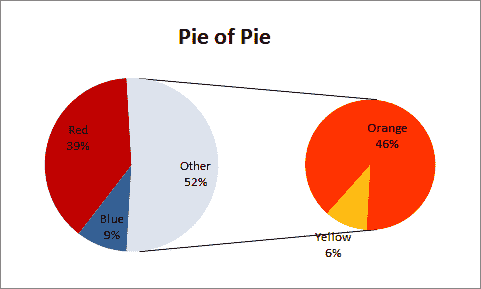 Pie of Pie
Red
39%
Blue
9%
Other
52%
Orange
46%
Yellow
6%